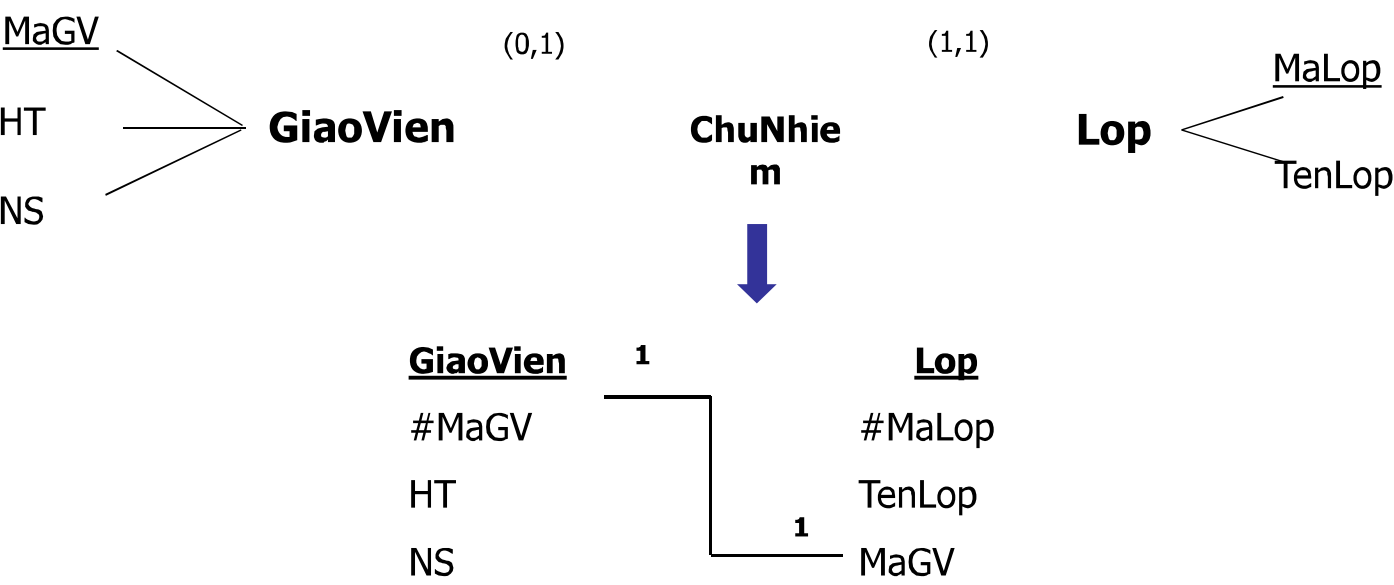 MaGV
(0,1)
(1,1)
MaLop
HT
GiaoVien
ChuNhie
m
Lop
TenLop
NS
GiaoVien
1
Lop
#MaGV
#MaLop
HT
TenLop
1
NS
MaGV